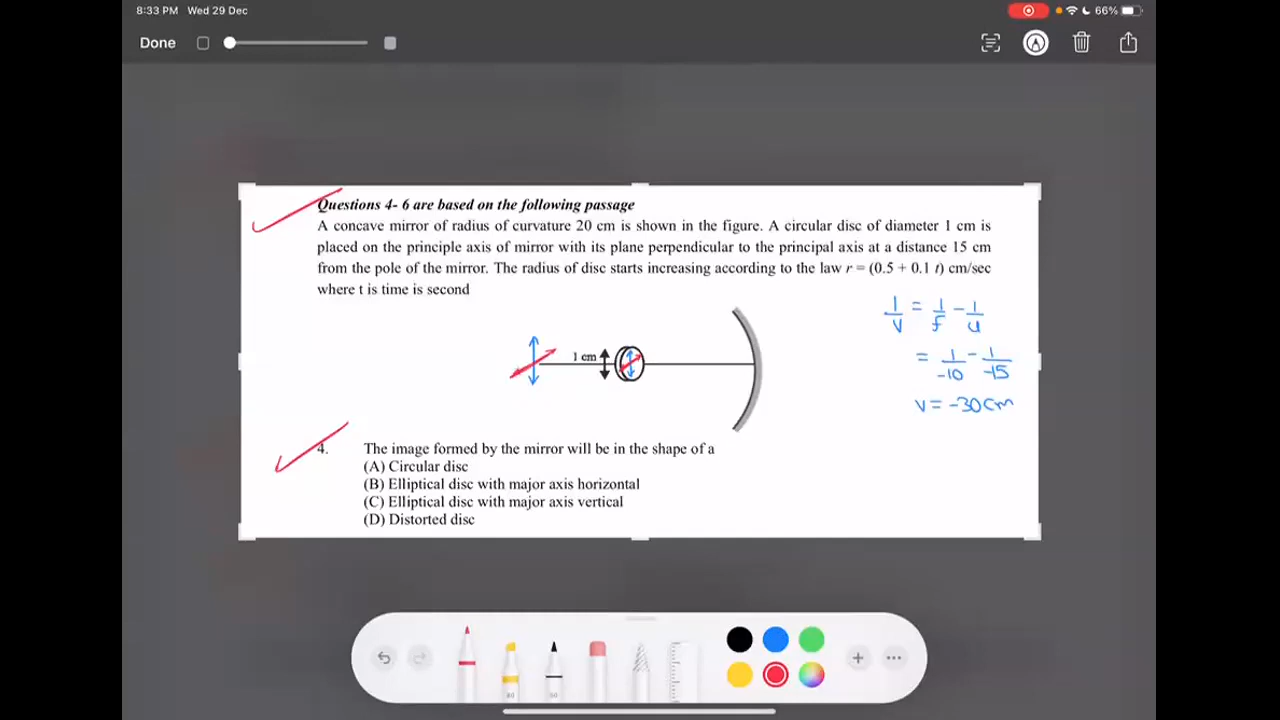 8:33 PM Wed 29 Dec
66%
Done
Questions 4- 6 are based on the following passage
A concave mirror of radius of curvature 20 cm is shown in the figure. A circular disc of diameter 1 cm is
placed on the principle axis of mirror with its plane perpendicular to the principal axis at a distance 15 cm
from the pole of the mirror. The radius of disc starts increasing according to the law r = (0.5 + 0.1 t) cm/sec
where t is time is second
1/v = 1/f - 1/u
= 1/-10 - 1/-15
v = -30cm
1 cm
4. The image formed by the mirror will be in the shape of a
(A) Circular disc
(B) Elliptical disc with major axis horizontal
(C) Elliptical disc with major axis vertical
(D) Distorted disc
80
50